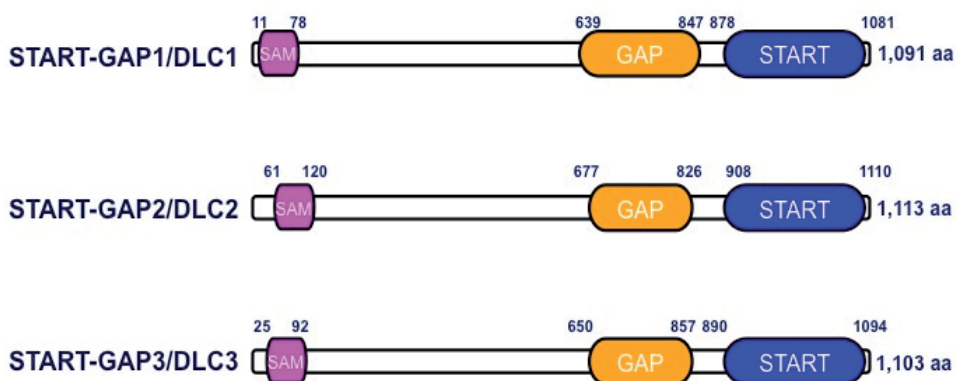 11 78 639 847 878 1081
START-GAP1/DLC1 SAM GAP START 1,091 aa
61 120 677 826 908 1110
START-GAP2/DLC2 SAM GAP START 1,113 aa
25 92 650 857 890 1094
START-GAP3/DLC3 SAM GAP START 1,103 aa